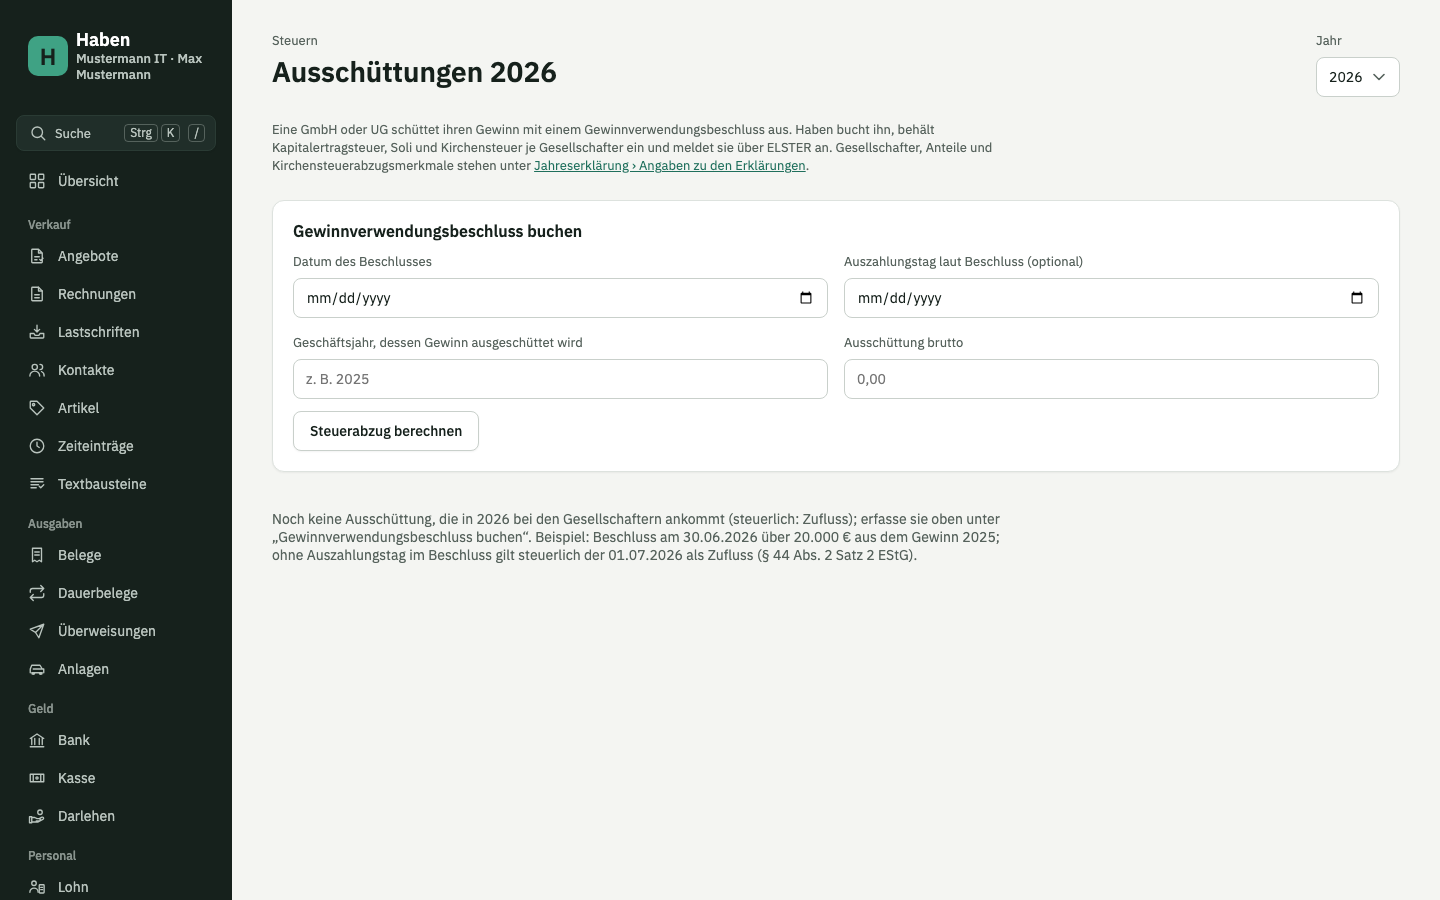 H
Haben
Mustermann IT · Max
Mustermann
Suche Strg K /
Übersicht
Verkauf
Angebote
Rechnungen
Lastschriften
Kontakte
Artikel
Zeiteinträge
Textbausteine
Ausgaben
Belege
Dauerbelege
Überweisungen
Anlagen
Geld
Bank
Kasse
Darlehen
Personal
Lohn
Steuern
Ausschüttungen 2026
Jahr
2026
Eine GmbH oder UG schüttet ihren Gewinn mit einem Gewinnverwendungsbeschluss aus. Haben bucht ihn, behält
Kapitalertragsteuer, Soli und Kirchensteuer je Gesellschafter ein und meldet sie über ELSTER an. Gesellschafter, Anteile und
Kirchensteuerabzugsmerkmale stehen unter Jahreserklärung › Angaben zu den Erklärungen.
Gewinnverwendungsbeschluss buchen
Datum des Beschlusses
mm/dd/yyyy
Auszahlungstag laut Beschluss (optional)
mm/dd/yyyy
Geschäftsjahr, dessen Gewinn ausgeschüttet wird
z. B. 2025
Ausschüttung brutto
0,00
Steuerabzug berechnen
Noch keine Ausschüttung, die in 2026 bei den Gesellschaftern ankommt (steuerlich: Zufluss); erfasse sie oben unter
„Gewinnverwendungsbeschluss buchen“. Beispiel: Beschluss am 30.06.2026 über 20.000 € aus dem Gewinn 2025;
ohne Auszahlungstag im Beschluss gilt steuerlich der 01.07.2026 als Zufluss (§ 44 Abs. 2 Satz 2 EStG).